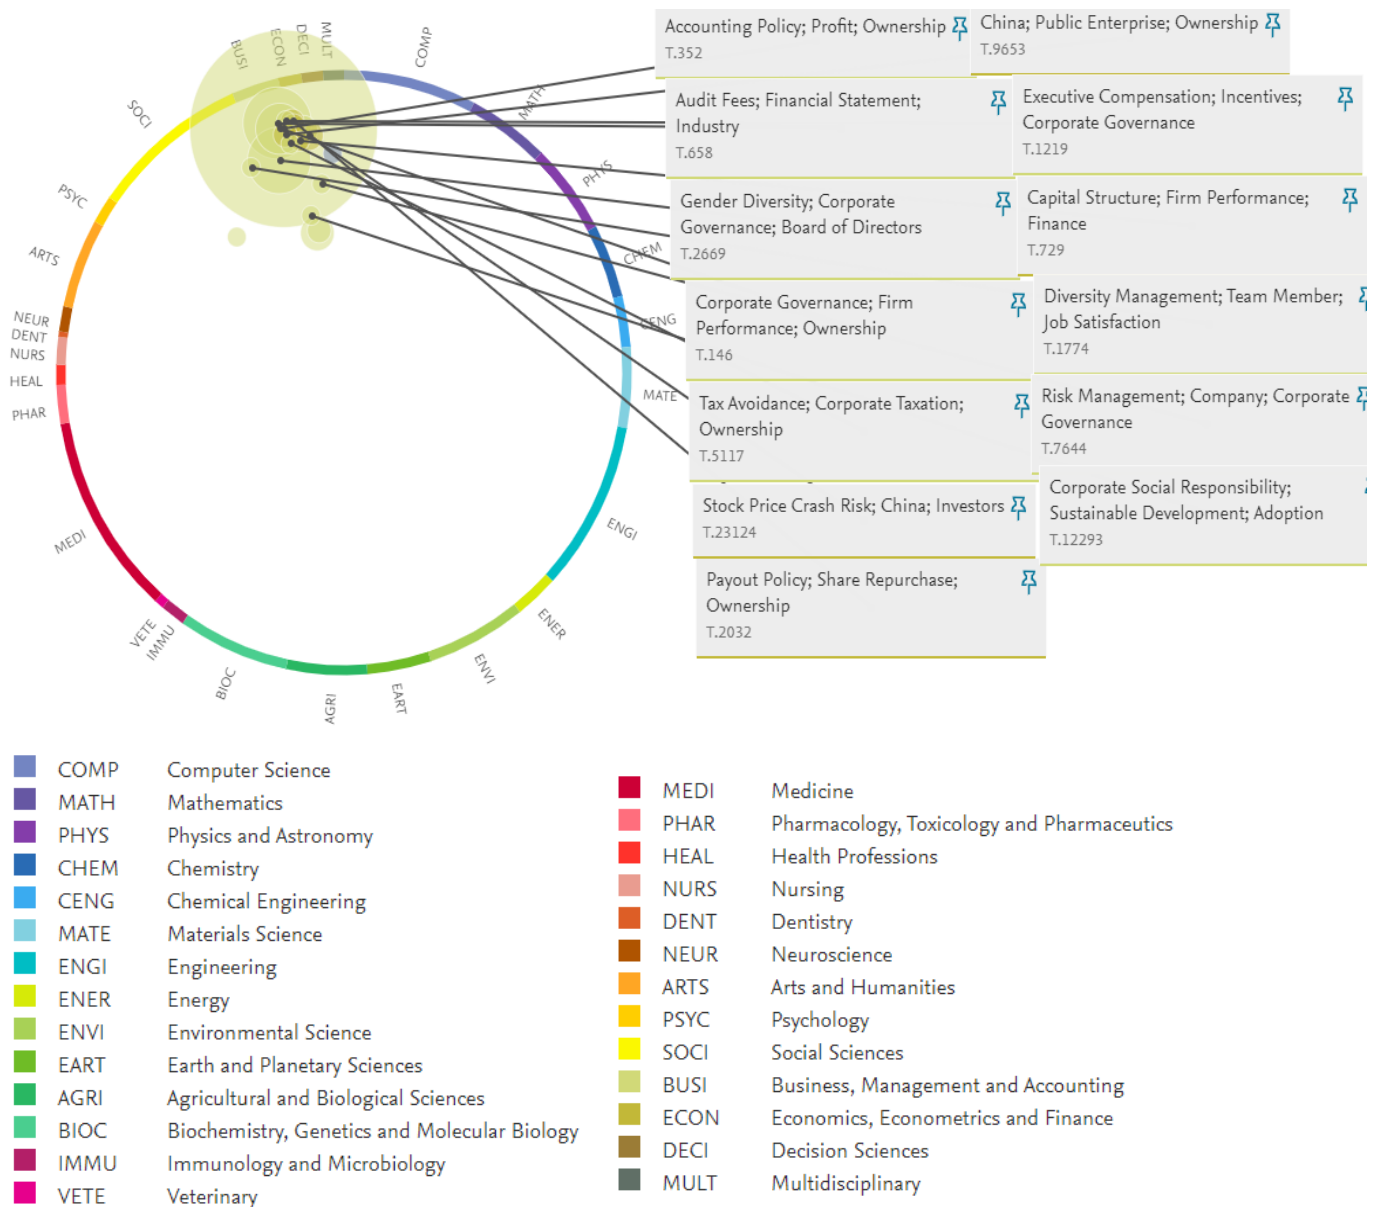 BUSI
ECON
DECI
MULT
COMP
MATH
PHYS
CHEM
CENG
MATE
ENGI
ENER
ENVI
EART
AGRI
BIOC
IMMU
VETE
MEDI
PHAR
HEAL
NURS
DENT
NEUR
ARTS
PSYC
SOCI
Accounting Policy; Profit; Ownership
T.352
China; Public Enterprise; Ownership
T.9653
Audit Fees; Financial Statement;
Industry
T.658
Executive Compensation; Incentives;
Corporate Governance
T.1219
Gender Diversity; Corporate
Governance; Board of Directors
T.2669
Capital Structure; Firm Performance;
Finance
T.729
Corporate Governance; Firm
Performance; Ownership
T.146
Diversity Management; Team Member;
Job Satisfaction
T.1774
Tax Avoidance; Corporate Taxation;
Ownership
T.5117
Risk Management; Company; Corporate
Governance
T.7644
Stock Price Crash Risk; China; Investors
T.23124
Corporate Social Responsibility;
Sustainable Development; Adoption
T.12293
Payout Policy; Share Repurchase;
Ownership
T.2032
COMP Computer Science
MATH Mathematics
PHYS Physics and Astronomy
CHEM Chemistry
CENG Chemical Engineering
MATE Materials Science
ENGI Engineering
ENER Energy
ENVI Environmental Science
EART Earth and Planetary Sciences
AGRI Agricultural and Biological Sciences
BIOC Biochemistry, Genetics and Molecular Biology
IMMU Immunology and Microbiology
VETE Veterinary
MEDI Medicine
PHAR Pharmacology, Toxicology and Pharmaceutics
HEAL Health Professions
NURS Nursing
DENT Dentistry
NEUR Neuroscience
ARTS Arts and Humanities
PSYC Psychology
SOCI Social Sciences
BUSI Business, Management and Accounting
ECON Economics, Econometrics and Finance
DECI Decision Sciences
MULT Multidisciplinary